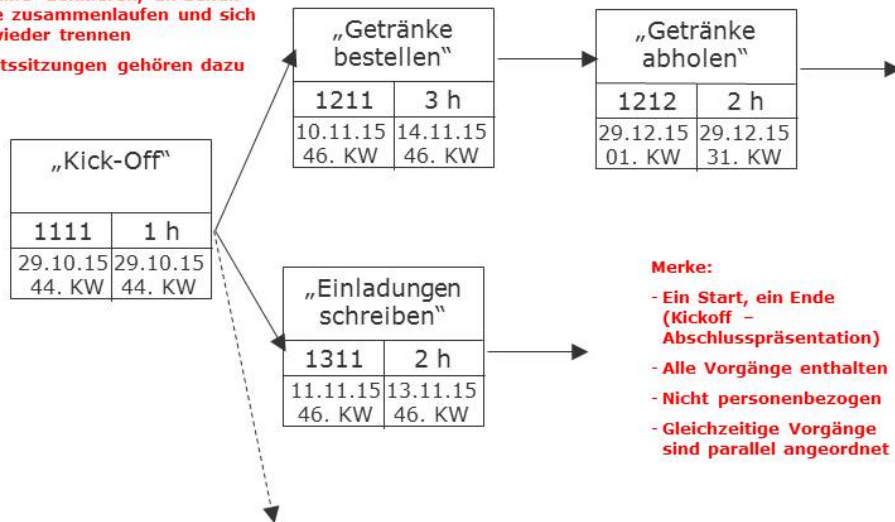 zusammenlaufen und sich
wieder trennen
gehören dazu
„Getränke
bestellen“
1211 3 h
10.11.15 14.11.15
46. KW 46. KW
„Getränke
abholen“
1212 2 h
29.12.15 29.12.15
01. KW 31. KW
„Kick-Off“
1111 1 h
29.10.15 29.10.15
44. KW 44. KW
„Einladungen
schreiben“
1311 2 h
11.11.15 13.11.15
46. KW 46. KW
Merke:
- Ein Start, ein Ende
(Kickoff –
Abschlusspräsentation)
- Alle Vorgänge enthalten
- Nicht personenbezogen
- Gleichzeitige Vorgänge
sind parallel angeordnet